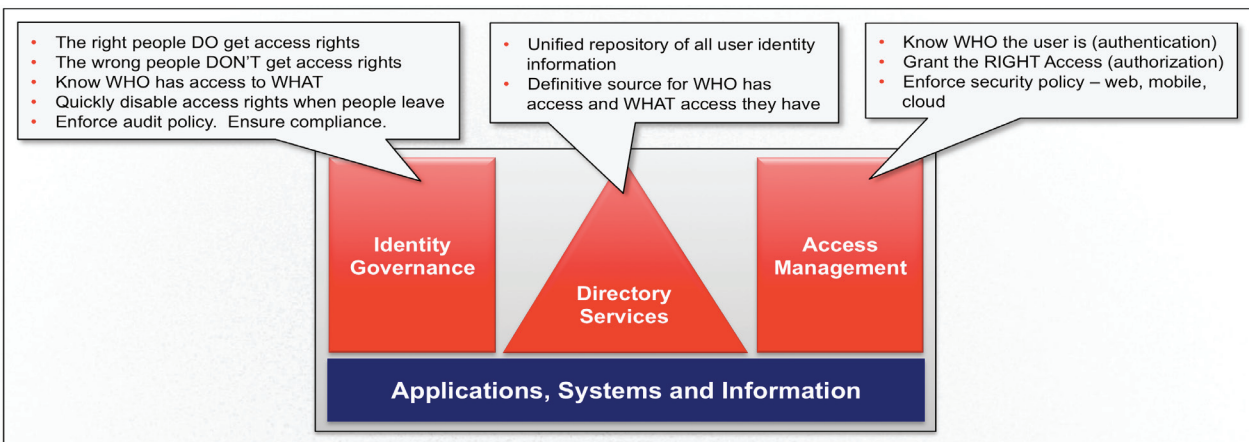 • The right people DO get access rights
• The wrong people DON'T get access rights
• Know WHO has access to WHAT
• Quickly disable access rights when people leave
• Enforce audit policy.  Ensure compliance.
• Unified repository of all user identity
information
• Definitive source for WHO has
access and WHAT access they have
• Know WHO the user is (authentication)
• Grant the RIGHT Access (authorization)
• Enforce security policy – web, mobile,
cloud
Identity
Governance
Directory
Services
Access
Management
Applications, Systems and Information